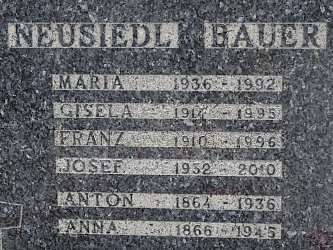 NEUSIEDL BAUER
MARIA 1936 - 1992
GISELA 1914 - 1995
FRANZ 1910 - 1996
JOSEF 1932 - 2010
ANTON 1864 - 1936
ANNA 1866 - 1945